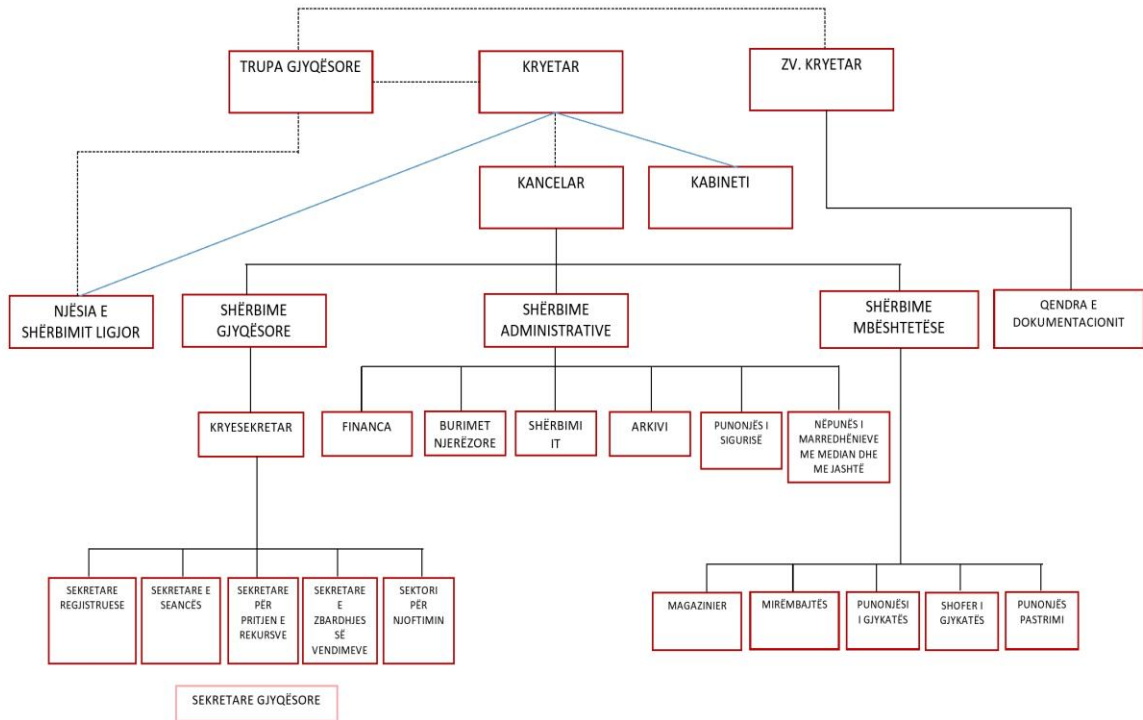 TRUPA GJYQËSORE
KRYETAR
ZV. KRYETAR
KANCELAR
KABINETI
NJËSIA E
SHËRBIMIT LIGJOR
SHËRBIME
GJYQËSORE
SHËRBIME
ADMINISTRATIVE
SHËRBIME
MBËSHTETËSE
QENDRA E
DOKUMENTACIONIT
KRYESEKRETAR
FINANCA
BURIMET
NJERËZORE
SHËRBIMI
IT
ARKIVI
PUNONJËS I
SIGURISË
NËPUNËS I
MARREDHËNIEVE
ME MEDIAN DHE
ME JASHTË
SEKRETARE
REGJISTRUESE
SEKRETARE E
SEANCËS
SEKRETARE
PËR
PRITJEN E
REKURSVE
SEKRETARE
E
ZBARDHJES
SË
VENDIMEVE
SEKTORI
PËR
NJOFTIMIN
MAGAZINIER
MIRËMBAJTËS
PUNONJËSI
I GJYKATËS
SHOFER I
GJYKATËS
PUNONJËS
PASTRIMI
SEKRETARE GJYQËSORE